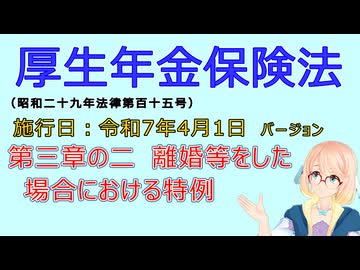 厚生年金保険法
（昭和二十九年法律第百十五号）
施行日：令和7年4月1日 バージョン
第三章の二 離婚等をした
場合における特例